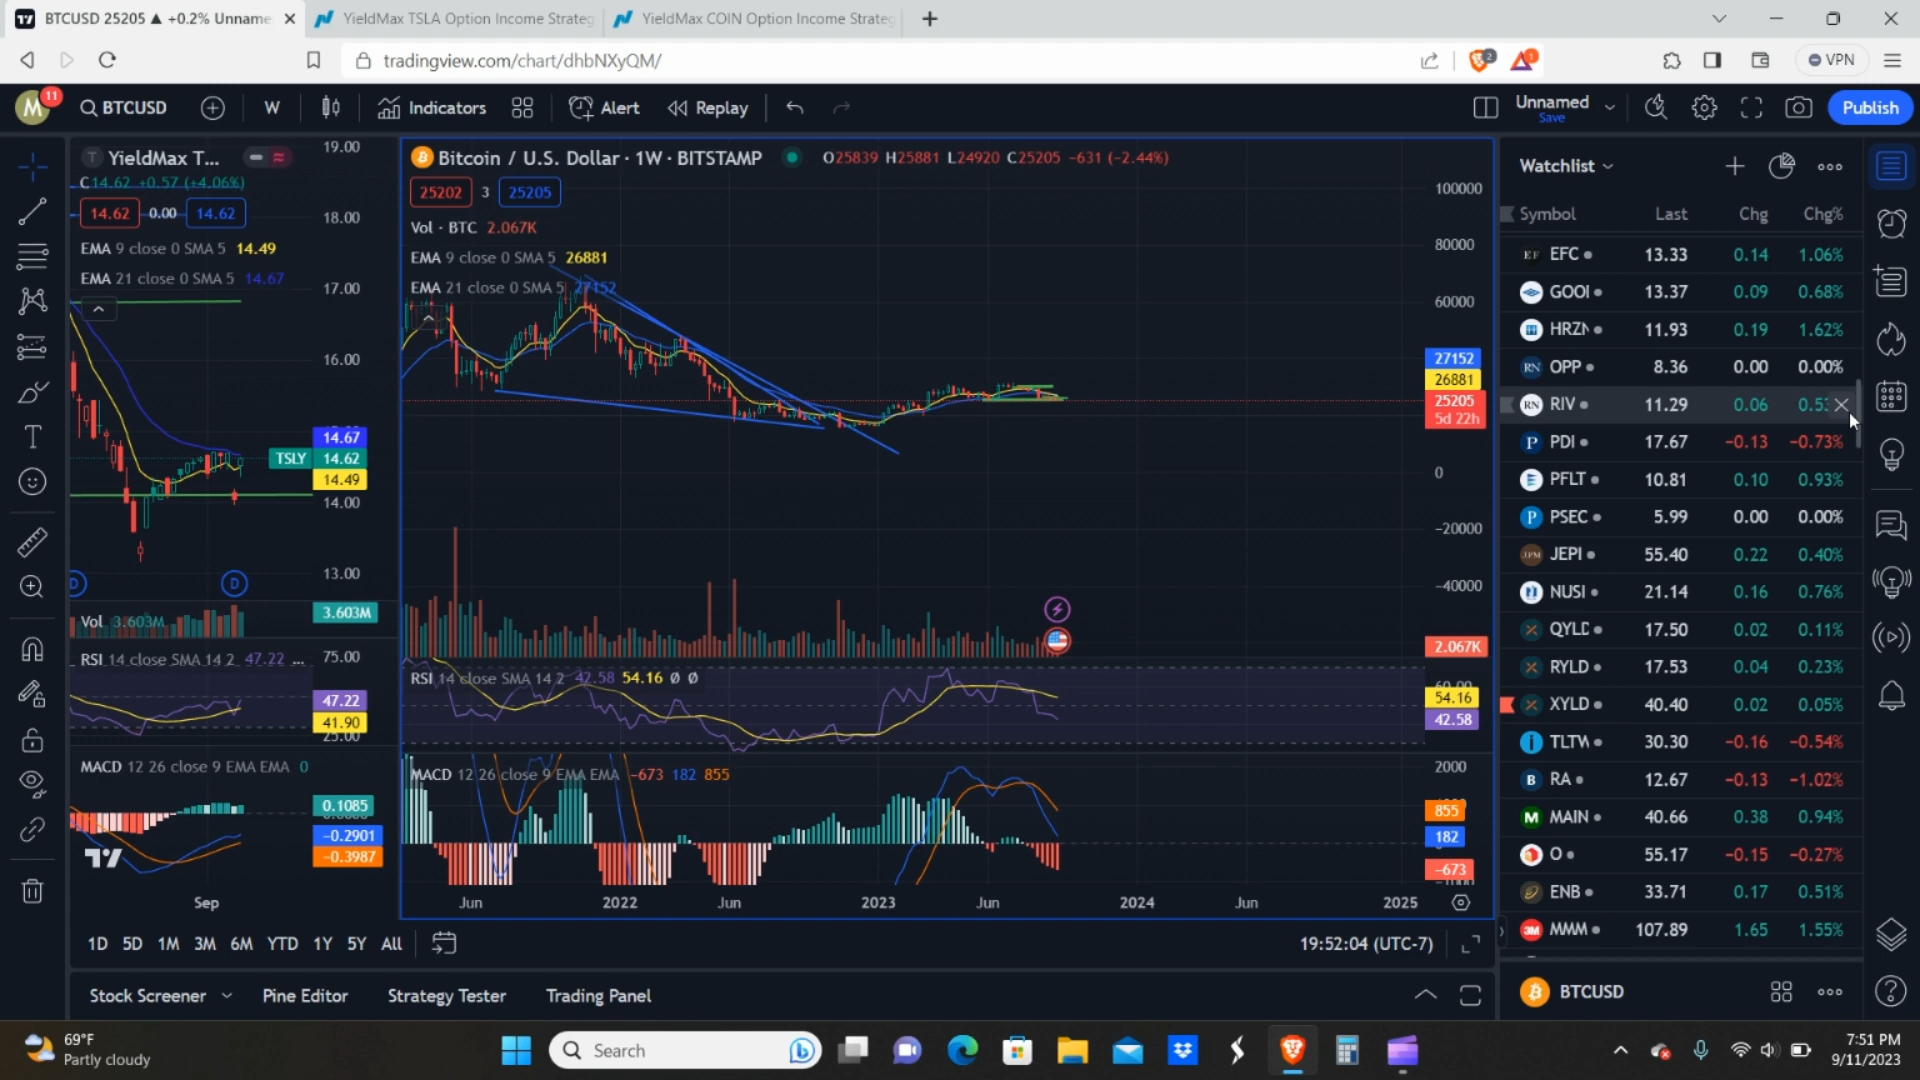 BTCUSD 25205 ▲ +0.2% Unname
YieldMax TSLA Option Income Strateg
YieldMax COIN Option Income Strateg
tradingview.com/chart/dhbNXyQM/
2
1
VPN
M
11
BTCUSD
W
Indicators
Alert
Replay
Unnamed
Save
Publish
T YieldMax T...
C14.62 +0.57 (+4.06%)
14.62 0.00 14.62
EMA 9 close 0 SMA 5 14.49
EMA 21 close 0 SMA 5 14.67
19.00
18.00
17.00
16.00
14.67
TSLY 14.62
14.49
14.00
13.00
D
D
Vol 3.603M
3.603M
RSI 14 close SMA 14 2 47.22 ...
75.00
47.22
41.90
25.00
MACD 12 26 close 9 EMA EMA 0
0.1085
-0.2901
-0.3987
Sep
Bitcoin / U.S. Dollar · 1W · BITSTAMP
O25839 H25881 L24920 C25205 -631 (-2.44%)
25202 3 25205
Vol · BTC 2.067K
EMA 9 close 0 SMA 5 26881
EMA 21 close 0 SMA 5 27152
100000
80000
60000
27152
26881
25205
5d 22h
0
-20000
-40000
2.067K
RSI 14 close SMA 14 2 42.58 54.16 Ø Ø
60.00
54.16
42.58
MACD 12 26 close 9 EMA EMA -673 182 855
2000
855
182
-673
Jun 2022 Jun 2023 Jun 2024 Jun 2025
1D 5D 1M 3M 6M YTD 1Y 5Y All
19:52:04 (UTC-7)
Stock Screener
Pine Editor
Strategy Tester
Trading Panel
Watchlist
Symbol Last Chg Chg%
EFC 13.33 0.14 1.06%
GOOI 13.37 0.09 0.68%
HRZN 11.93 0.19 1.62%
OPP 8.36 0.00 0.00%
RIV 11.29 0.06 0.53
PDI 17.67 -0.13 -0.73%
PFLT 10.81 0.10 0.93%
PSEC 5.99 0.00 0.00%
JEPI 55.40 0.22 0.40%
NUSI 21.14 0.16 0.76%
QYLD 17.50 0.02 0.11%
RYLD 17.53 0.04 0.23%
XYLD 40.40 0.02 0.05%
TLTW 30.30 -0.16 -0.54%
RA 12.67 -0.13 -1.02%
MAIN 40.66 0.38 0.94%
O 55.17 -0.15 -0.27%
ENB 33.71 0.17 0.51%
MMM 107.89 1.65 1.55%
BTCUSD
69°F
Partly cloudy
Search
7:51 PM
9/11/2023